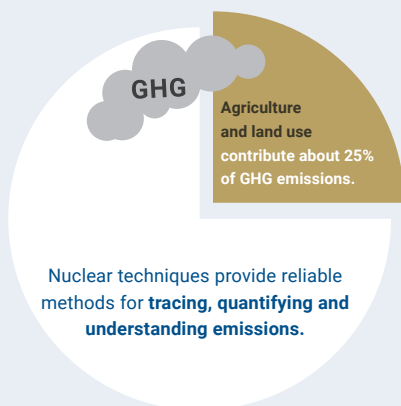 GHG
Agriculture
and land use
contribute about 25%
of GHG emissions.
Nuclear techniques provide reliable
methods for tracing, quantifying and
understanding emissions.